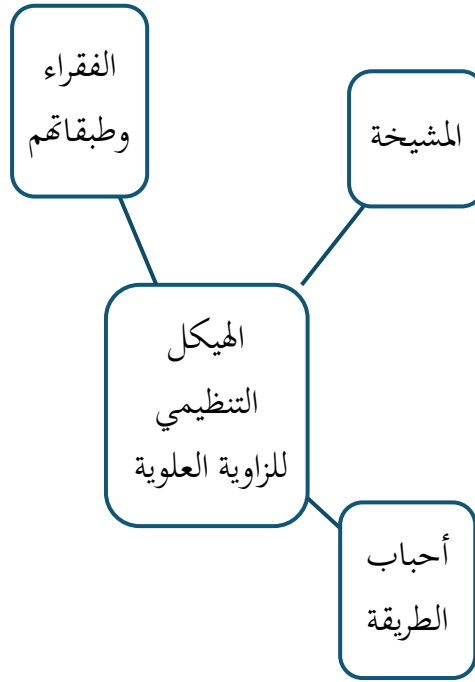 الفقراء
وطبقاتهم
المشيخة
الهيكل
التنظيمي
للزاوية العلوية
أحباب
الطريقة